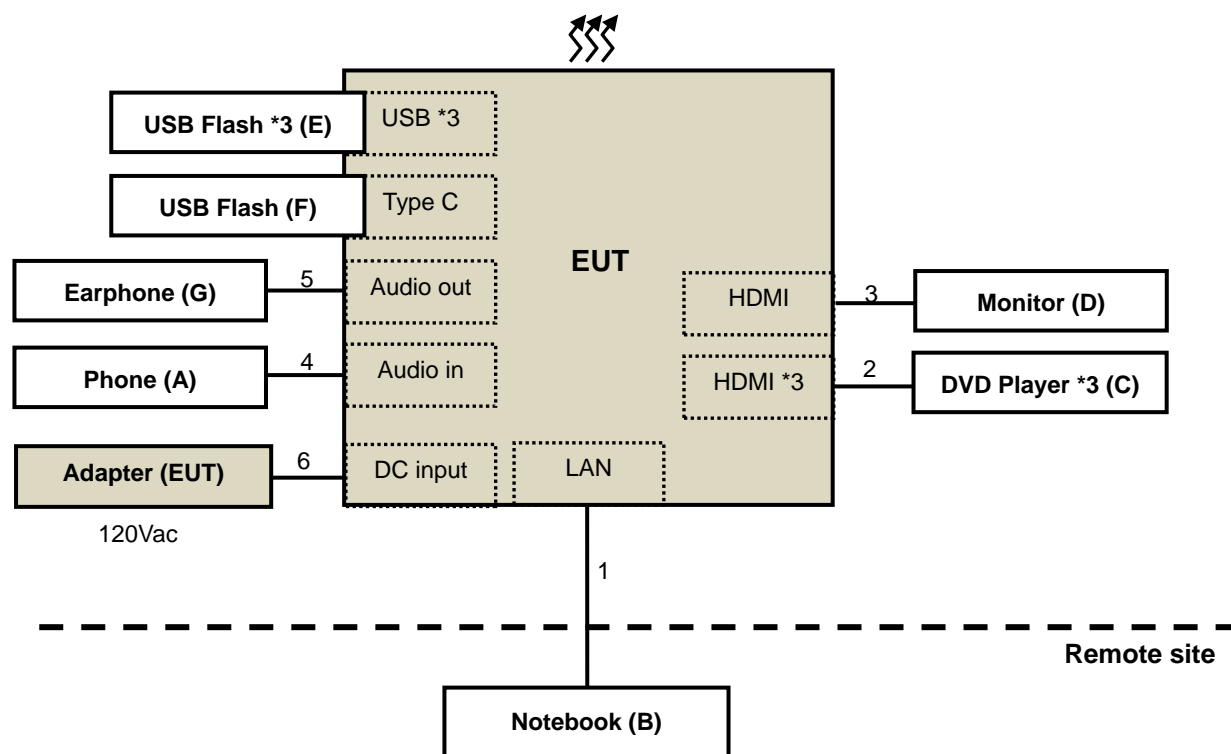 USB Flash *3 (E)
USB *3
USB Flash (F)
Type C
EUT
Earphone (G)
5
Audio out
HDMI
3
Monitor (D)
Phone (A)
4
Audio in
HDMI *3
2
DVD Player *3 (C)
Adapter (EUT)
6
DC input
LAN
120Vac
1
Remote site
Notebook (B)